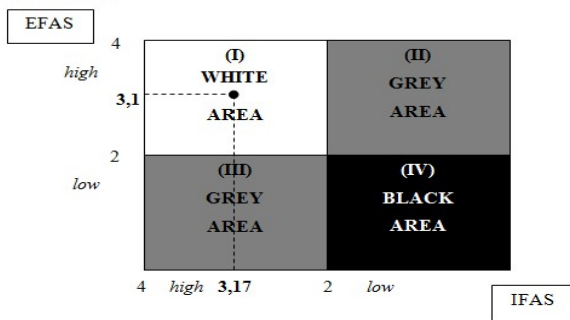 EFAS
4
(I)
(II)
high
WHITE
GREY
3,1
AREA
AREA
2
(III)
(IV)
low
GREY
BLACK
AREA
AREA
4 high 3,17 2 low
IFAS